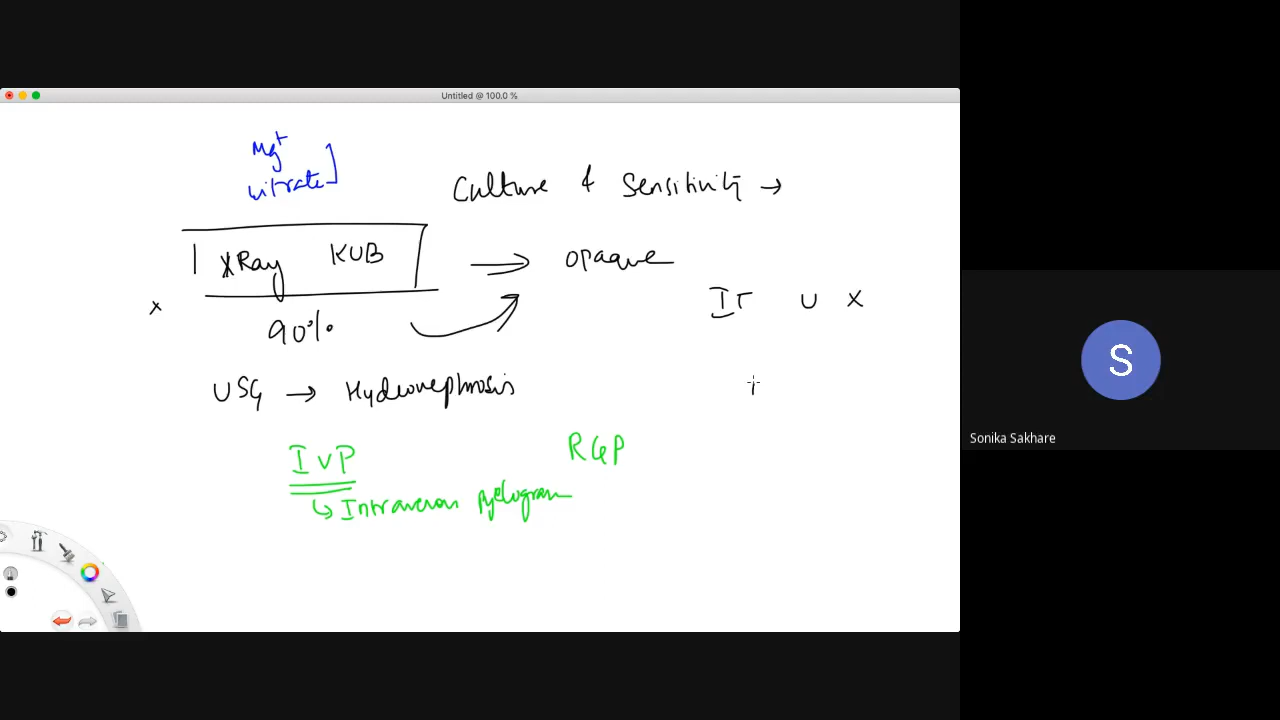 Untitled @ 100.0 %
Mg+
Citrate
Culture & Sensitivity →
XRay KUB ⇒ opaque
x
90%
U X
USG → Hydronephrosis
IVP
RGP
↳ Intravenous pyelogram
S
Sonika Sakhare